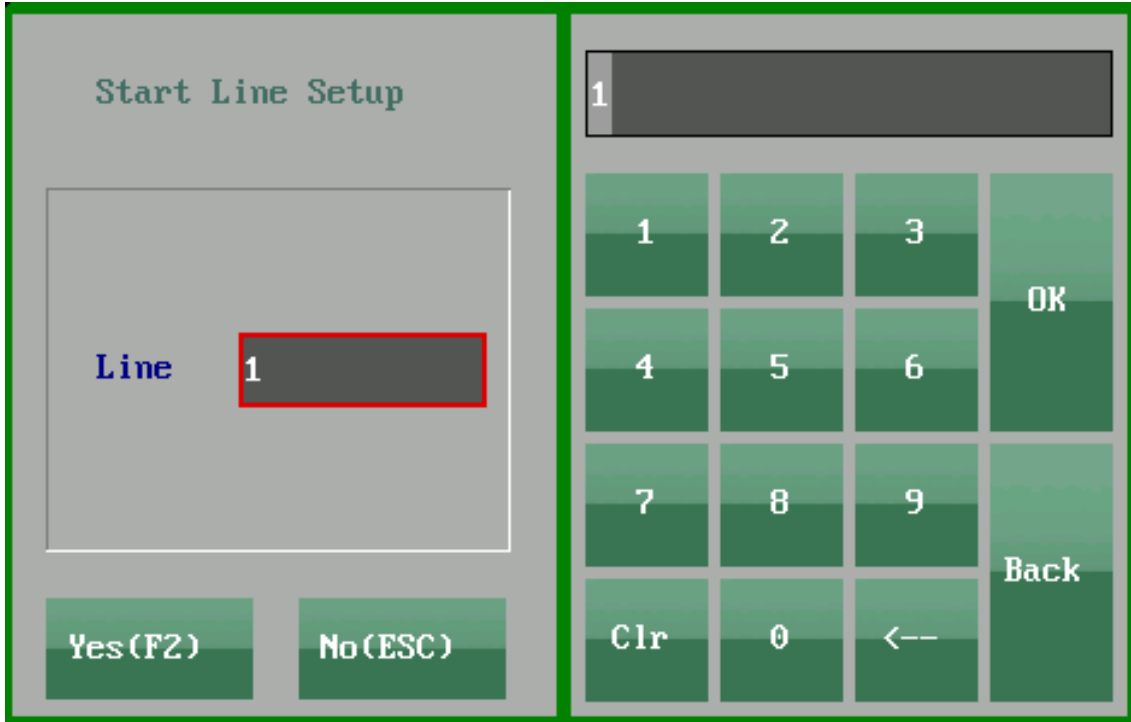 Start Line Setup
Line 1
Yes(F2) No(ESC)
1
1 2 3
OK
4 5 6
7 8 9
Back
Clr 0 <--